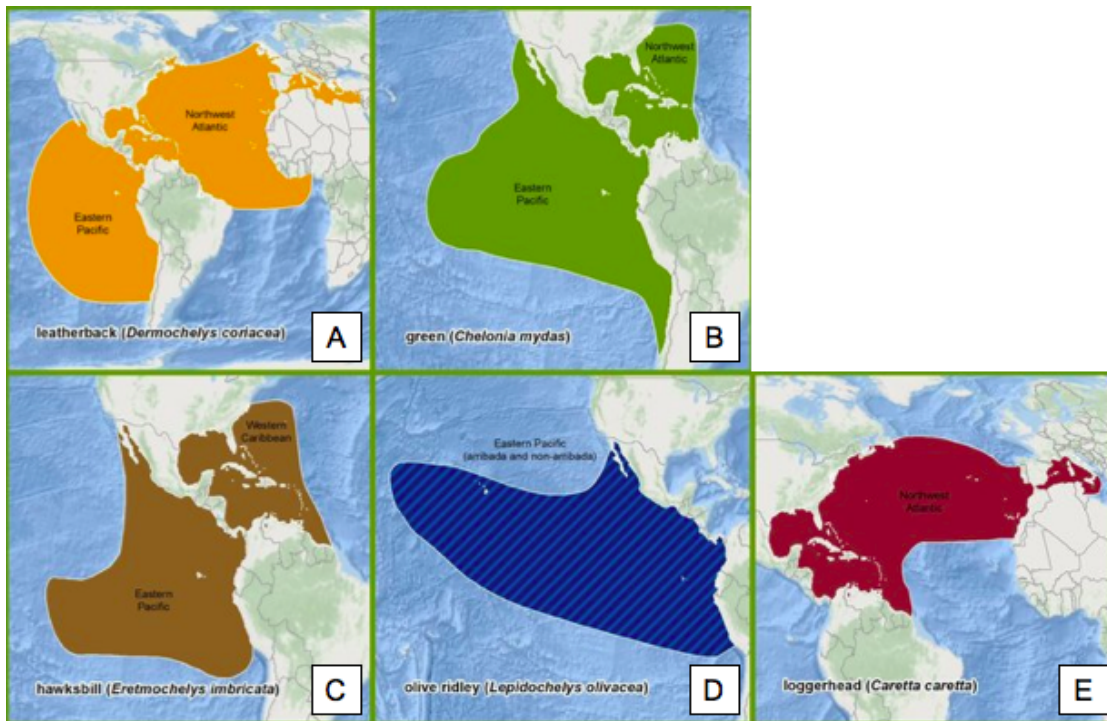 Northwest
Atlantic
Eastern
Pacific
leatherback (Dermochelys coriacea)
A
Northwest
Atlantic
Eastern
Pacific
green (Chelonia mydas)
B
Western
Caribbean
Eastern
Pacific
hawksbill (Eretmochelys imbricata)
C
Eastern Pacific
(arribada and non-arribada)
olive ridley (Lepidochelys olivacea)
D
Northwest
Atlantic
loggerhead (Caretta caretta)
E